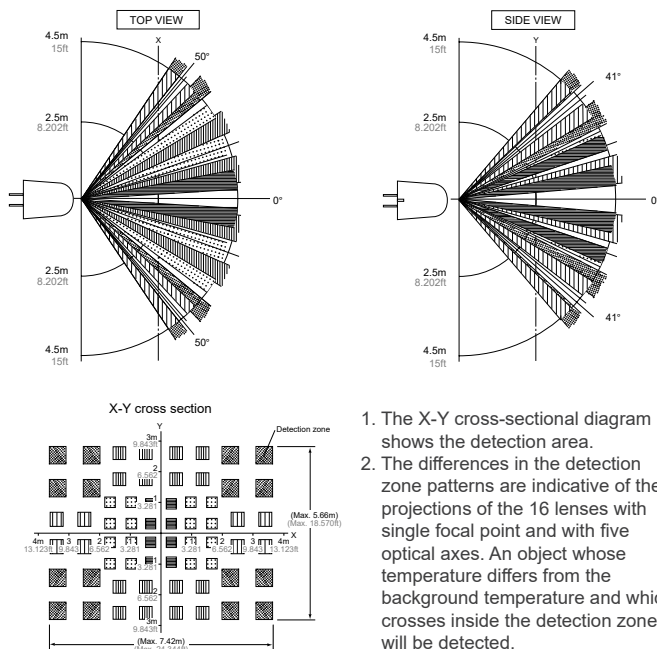 TOP VIEW
SIDE VIEW
4.5m
15ft
X
50°
2.5m
8.202ft
0°
2.5m
8.202ft
4.5m
15ft
50°
4.5m
15ft
Y
41°
2.5m
8.202ft
0
2.5m
8.202ft
4.5m
15ft
41°
X-Y cross section
Y
Detection zone
3m
9.843ft
2
6.562
1
3.281
X
4m 3 2 1 1 2 3 4m
13.123ft 9.843 6.562 3.281 3.281 6.562 9.843 13.123ft
1
3.281
2
6.562
3m
9.843ft
(Max. 5.66m)
(Max. 18.570ft)
(Max. 7.42m)
(Max. 24.344ft)
1. The X-Y cross-sectional diagram
shows the detection area.
2. The differences in the detection
zone patterns are indicative of the
projections of the 16 lenses with
single focal point and with five
optical axes. An object whose
temperature differs from the
background temperature and whic
crosses inside the detection zone
will be detected.